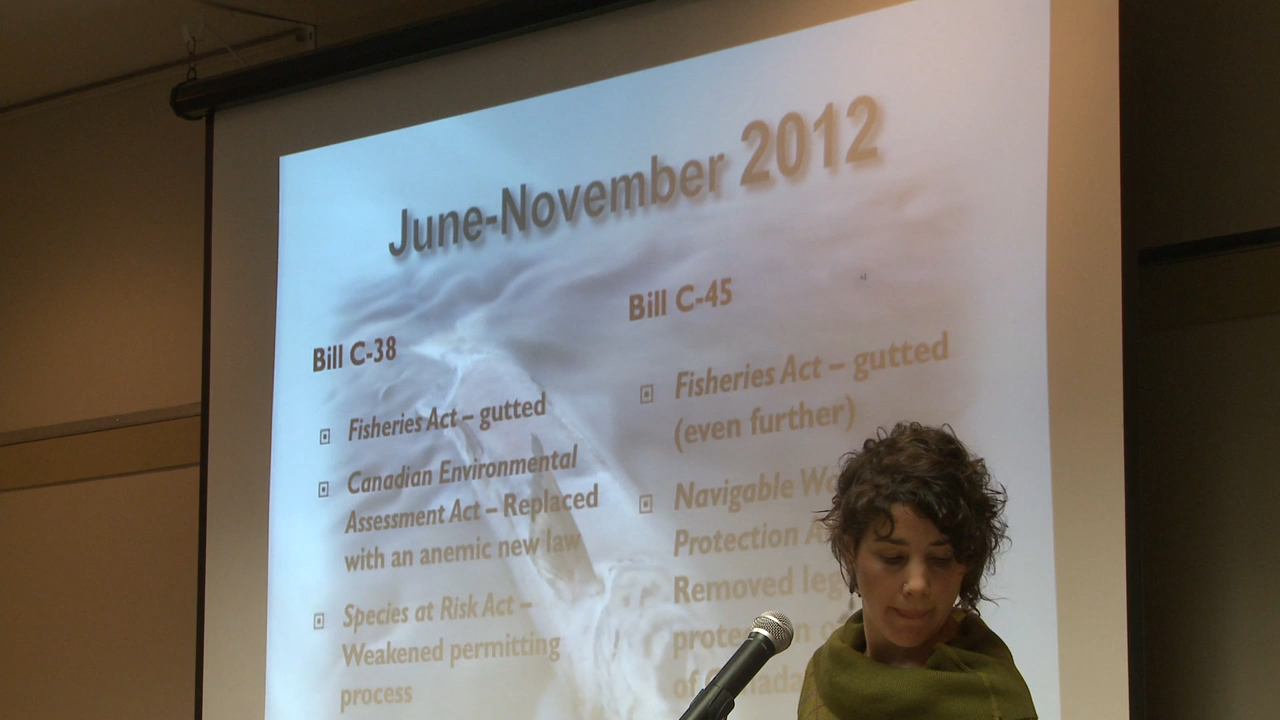 June-November 2012
Bill C-38
Fisheries Act – gutted
Canadian Environmental
Assessment Act – Replaced
with an anemic new law
Species at Risk Act –
Weakened permitting
process
Bill C-45
Fisheries Act – gutted
(even further)
Navigable
Protection
Removed
of